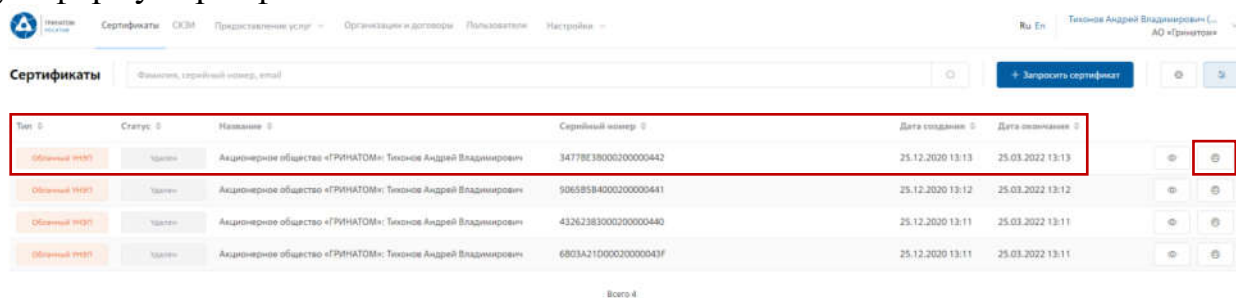 Сертификаты СКЗИ Предоставление услуг Организации и договоры Пользователи Настройки Ru En Тихонов Андрей Владимирович (...
АО «Гринатом»
Сертификаты Фамилия, серийный номер, email + Запросить сертификат
Тип Статус Название Серийный номер Дата создания Дата окончания
Облачный УНЭП Удален Акционерное общество «ГРИНАТОМ»: Тихонов Андрей Владимирович 34778E38000200000442 25.12.2020 13:13 25.03.2022 13:13
Облачный УНЭП Удален Акционерное общество «ГРИНАТОМ»: Тихонов Андрей Владимирович 5065B5B4000200000441 25.12.2020 13:12 25.03.2022 13:12
Облачный УНЭП Удален Акционерное общество «ГРИНАТОМ»: Тихонов Андрей Владимирович 43262383000200000440 25.12.2020 13:11 25.03.2022 13:11
Облачный УНЭП Удален Акционерное общество «ГРИНАТОМ»: Тихонов Андрей Владимирович 6B03A21D00020000043F 25.12.2020 13:11 25.03.2022 13:11
Всего 4